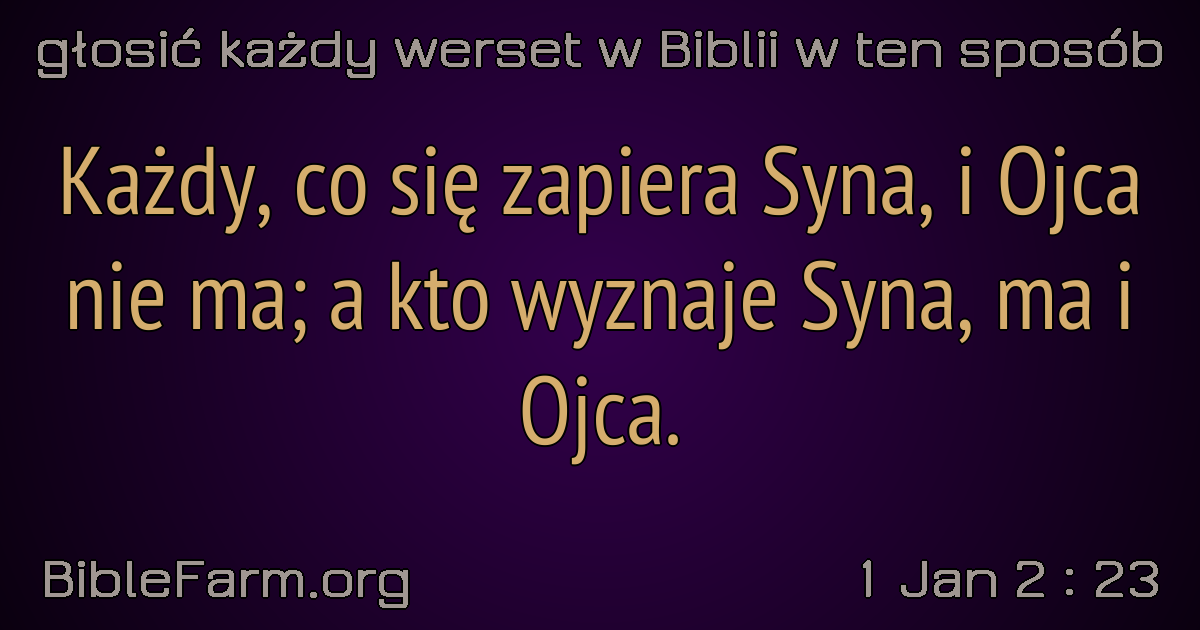 głosić każdy werset w Biblii w ten sposób
Każdy, co się zapiera Syna, i Ojca
nie ma; a kto wyznaje Syna, ma i
Ojca.
BibleFarm.org
1 Jan 2 : 23